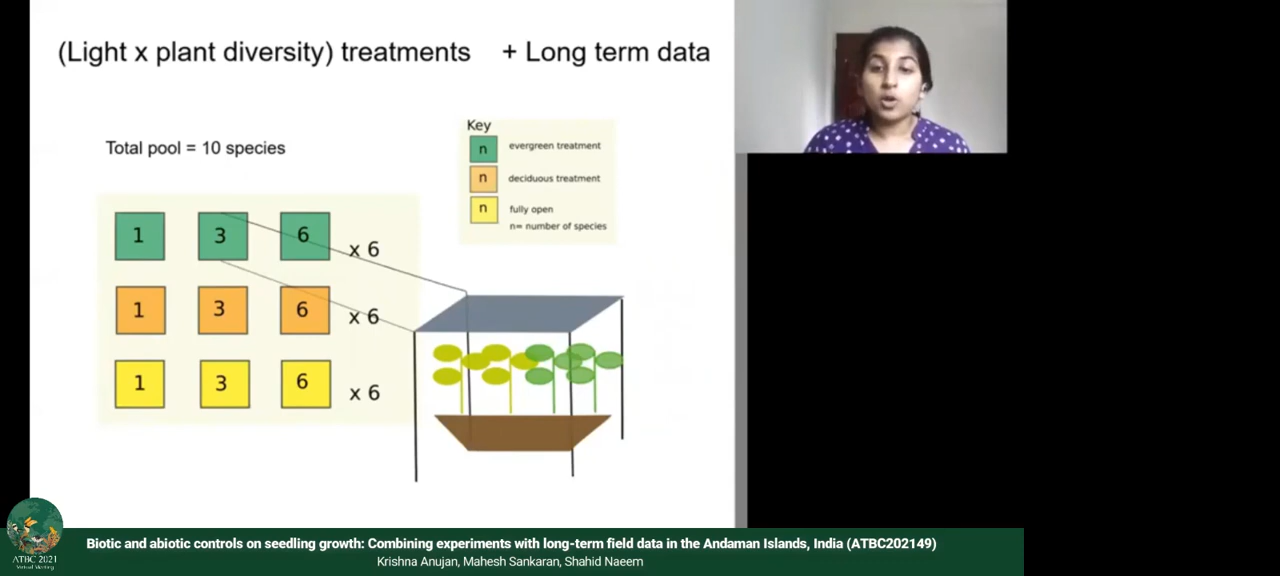 (Light x plant diversity) treatments + Long term data
Total pool = 10 species
Key
n evergreen treatment
n deciduous treatment
n fully open
n= number of species
1 3 6 x 6
1 3 6 x 6
1 3 6 x 6
ATBC 2021
Virtual Meeting
Biotic and abiotic controls on seedling growth: Combining experiments with long-term field data in the Andaman Islands, India (ATBC202149)
Krishna Anujan, Mahesh Sankaran, Shahid Naeem